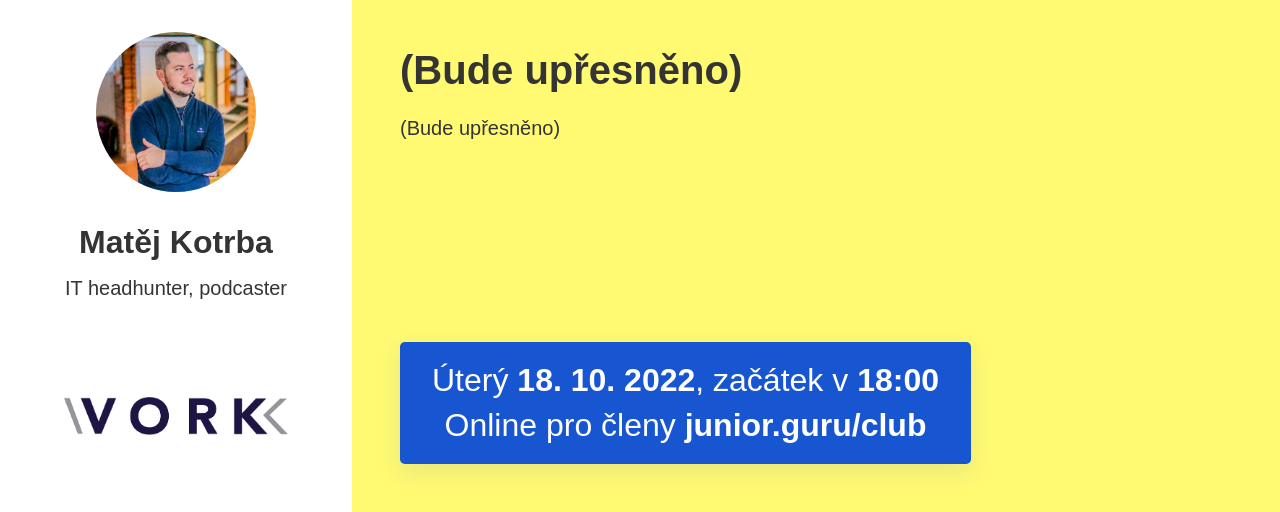 Matěj Kotrba
IT headhunter, podcaster
VORK
(Bude upřesněno)
(Bude upřesněno)
Úterý 18. 10. 2022, začátek v 18:00
Online pro členy junior.guru/club